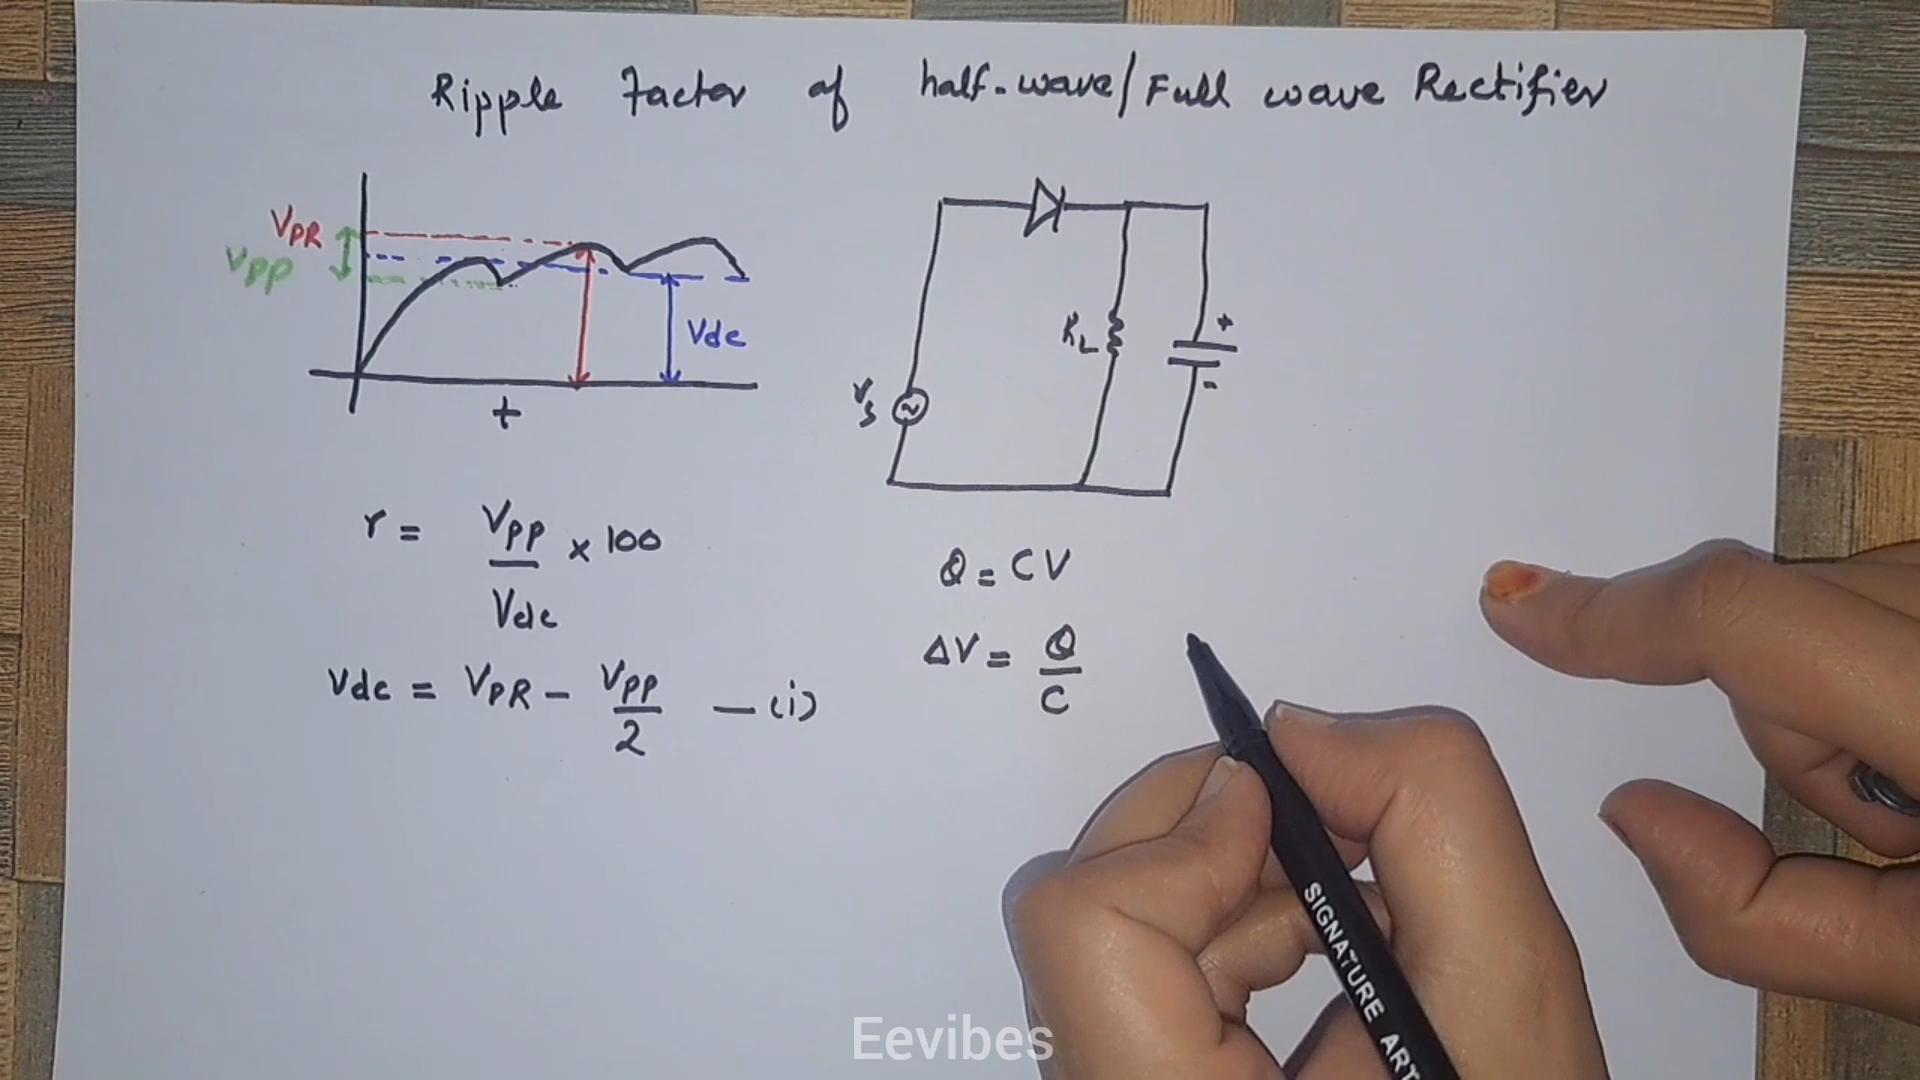 Ripple Factor of half-wave/Full wave Rectifier
VPR
VPP
Vdc
t
Vs
RL
+
-
r = VPP/Vdc × 100
Vdc = VPR - VPP/2 — (i)
Q = CV
ΔV = Q/C
SIGNATURE ART
Eevibes